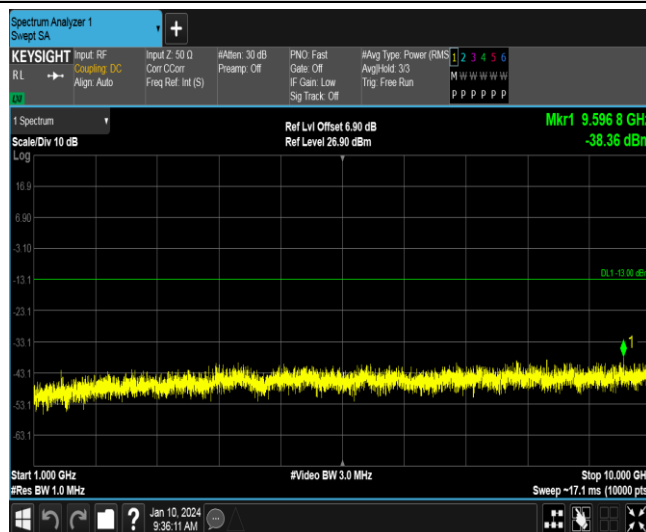 Spectrum Analyzer 1
Swept SA
+
KEYSIGHT
RL
LXI
Input: RF
Coupling: DC
Align: Auto
Input Z: 50 Ω
Corr CCorr
Freq Ref: Int (S)
#Atten: 30 dB
Preamp: Off
PNO: Fast
Gate: Off
IF Gain: Low
Sig Track: Off
#Avg Type: Power (RMS
Avg|Hold: 3/3
Trig: Free Run
1 2 3 4 5 6
M W W W W W
P P P P P P
1 Spectrum
Scale/Div 10 dB
Log
Ref Lvl Offset 6.90 dB
Ref Level 26.90 dBm
Mkr1 9.596 8 GHz
-38.36 dBm
16.9
6.90
-3.10
-13.1
-23.1
-33.1
-43.1
-53.1
-63.1
DL1 -13.00 dBm
1
Start 1.000 GHz
#Res BW 1.0 MHz
#Video BW 3.0 MHz
Stop 10.000 GHz
Sweep ~17.1 ms (10000 pts
?
Jan 10, 2024
9:36:11 AM